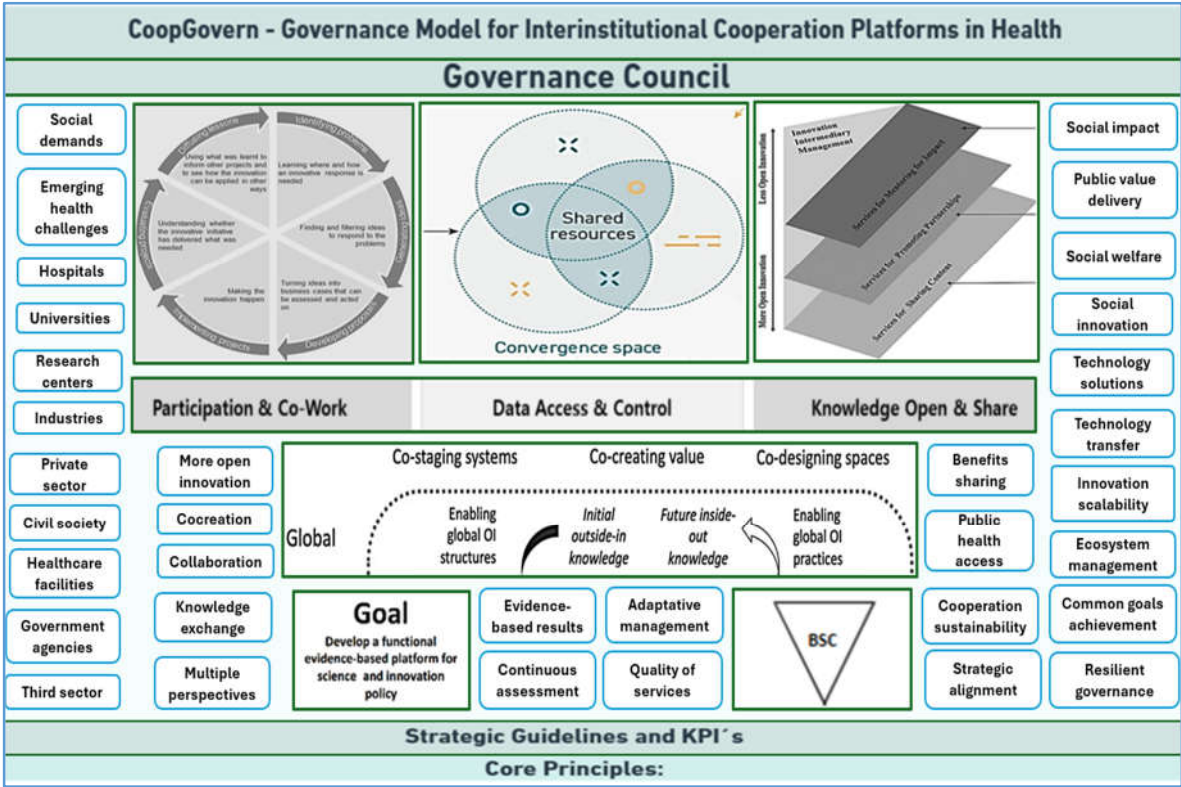 CoopGovern - Governance Model for Interinstitutional Cooperation Platforms in Health
Governance Council
Social
demands
Emerging
health
challenges
Hospitals
Universities
Research
centers
Industries
Private
sector
Civil society
Healthcare
facilities
Government
agencies
Third sector
Drawing lessons
Identifying problems
Developing proposals
Implementing projects
Using what was learnt to
inform other projects and
to see how the innovation
can be applied in other
ways
Learning where and how
an innovative response is
needed
Understanding whether
the innovative initiative
has delivered what was
needed
Finding and filtering ideas
to respond to the
problems
Making the
innovation happen
Turning ideas into
business cases that can
be assessed and acted
on
Shared
resources
Convergence space
Less Open Innovation
More Open Innovation
Innovation
Intermediary
Management
Services for Mentoring for Impact
Services for Promoting Partnerships
Services for Sharing Content
Social impact
Public value
delivery
Social welfare
Social
innovation
Technology
solutions
Technology
transfer
Innovation
scalability
Ecosystem
management
Common goals
achievement
Resilient
governance
Participation & Co-Work
Data Access & Control
Knowledge Open & Share
More open
innovation
Cocreation
Collaboration
Knowledge
exchange
Multiple
perspectives
Co-staging systems
Co-creating value
Co-designing spaces
Global
Enabling
global OI
structures
Initial
outside-in
knowledge
Future inside-
out
knowledge
Enabling
global OI
practices
Benefits
sharing
Public
health
access
Cooperation
sustainability
Strategic
alignment
Goal
Develop a functional
evidence-based platform for
science and innovation
policy
Evidence-
based results
Adaptative
management
Continuous
assessment
Quality of
services
BSC
Strategic Guidelines and KPI´s
Core Principles: